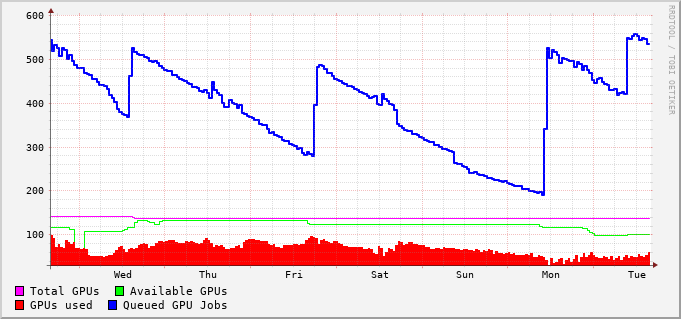 600
500
400
300
200
100
Wed Thu Fri Sat Sun Mon Tue
Total GPUs Available GPUs
GPUs used Queued GPU Jobs
RRDTOOL / TOBI OETIKER